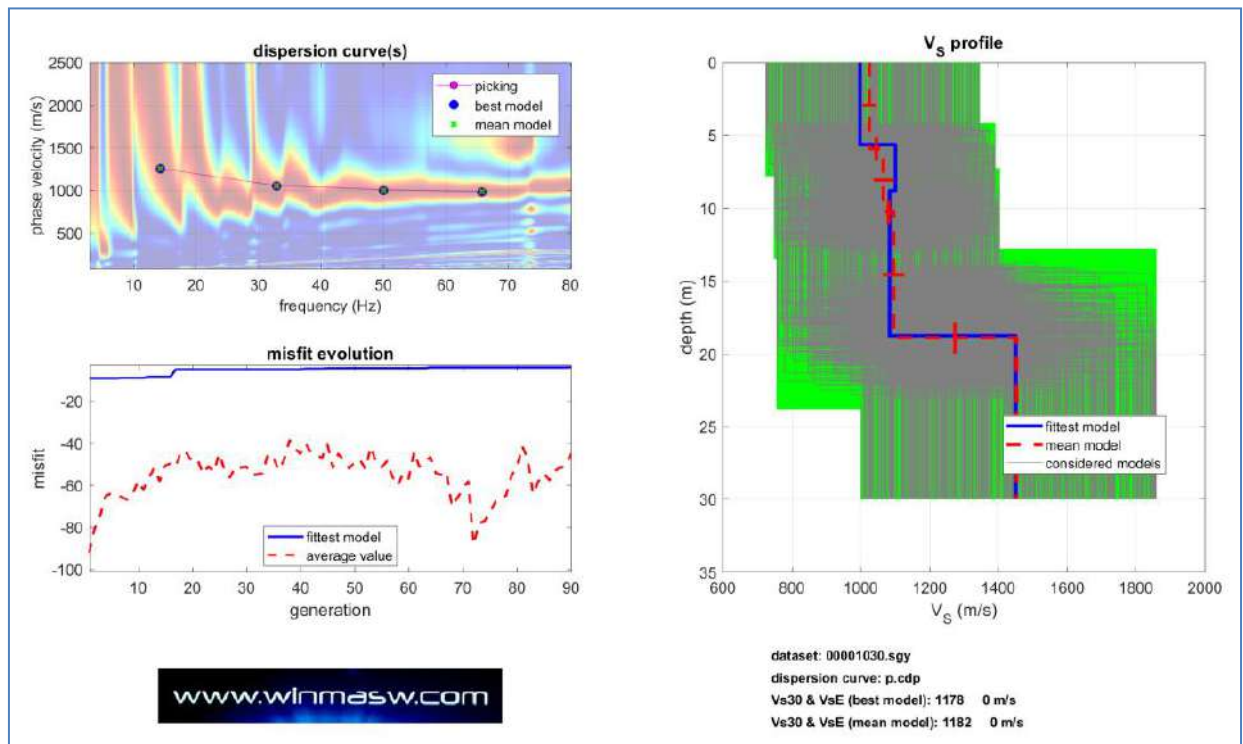 dispersion curve(s)
2500
2000
1500
1000
500
phase velocity (m/s)
picking
best model
mean model
10 20 30 40 50 60 70 80
frequency (Hz)
misfit evolution
-20
-40
-60
-80
-100
misfit
fittest model
average value
10 20 30 40 50 60 70 80 90
generation
www.winmasw.com
VS profile
0
5
10
15
20
25
30
35
depth (m)
fittest model
mean model
considered models
600 800 1000 1200 1400 1600 1800 2000
VS (m/s)
dataset: 00001030.sgy
dispersion curve: p.cdp
Vs30 & VsE (best model): 1178 0 m/s
Vs30 & VsE (mean model): 1182 0 m/s